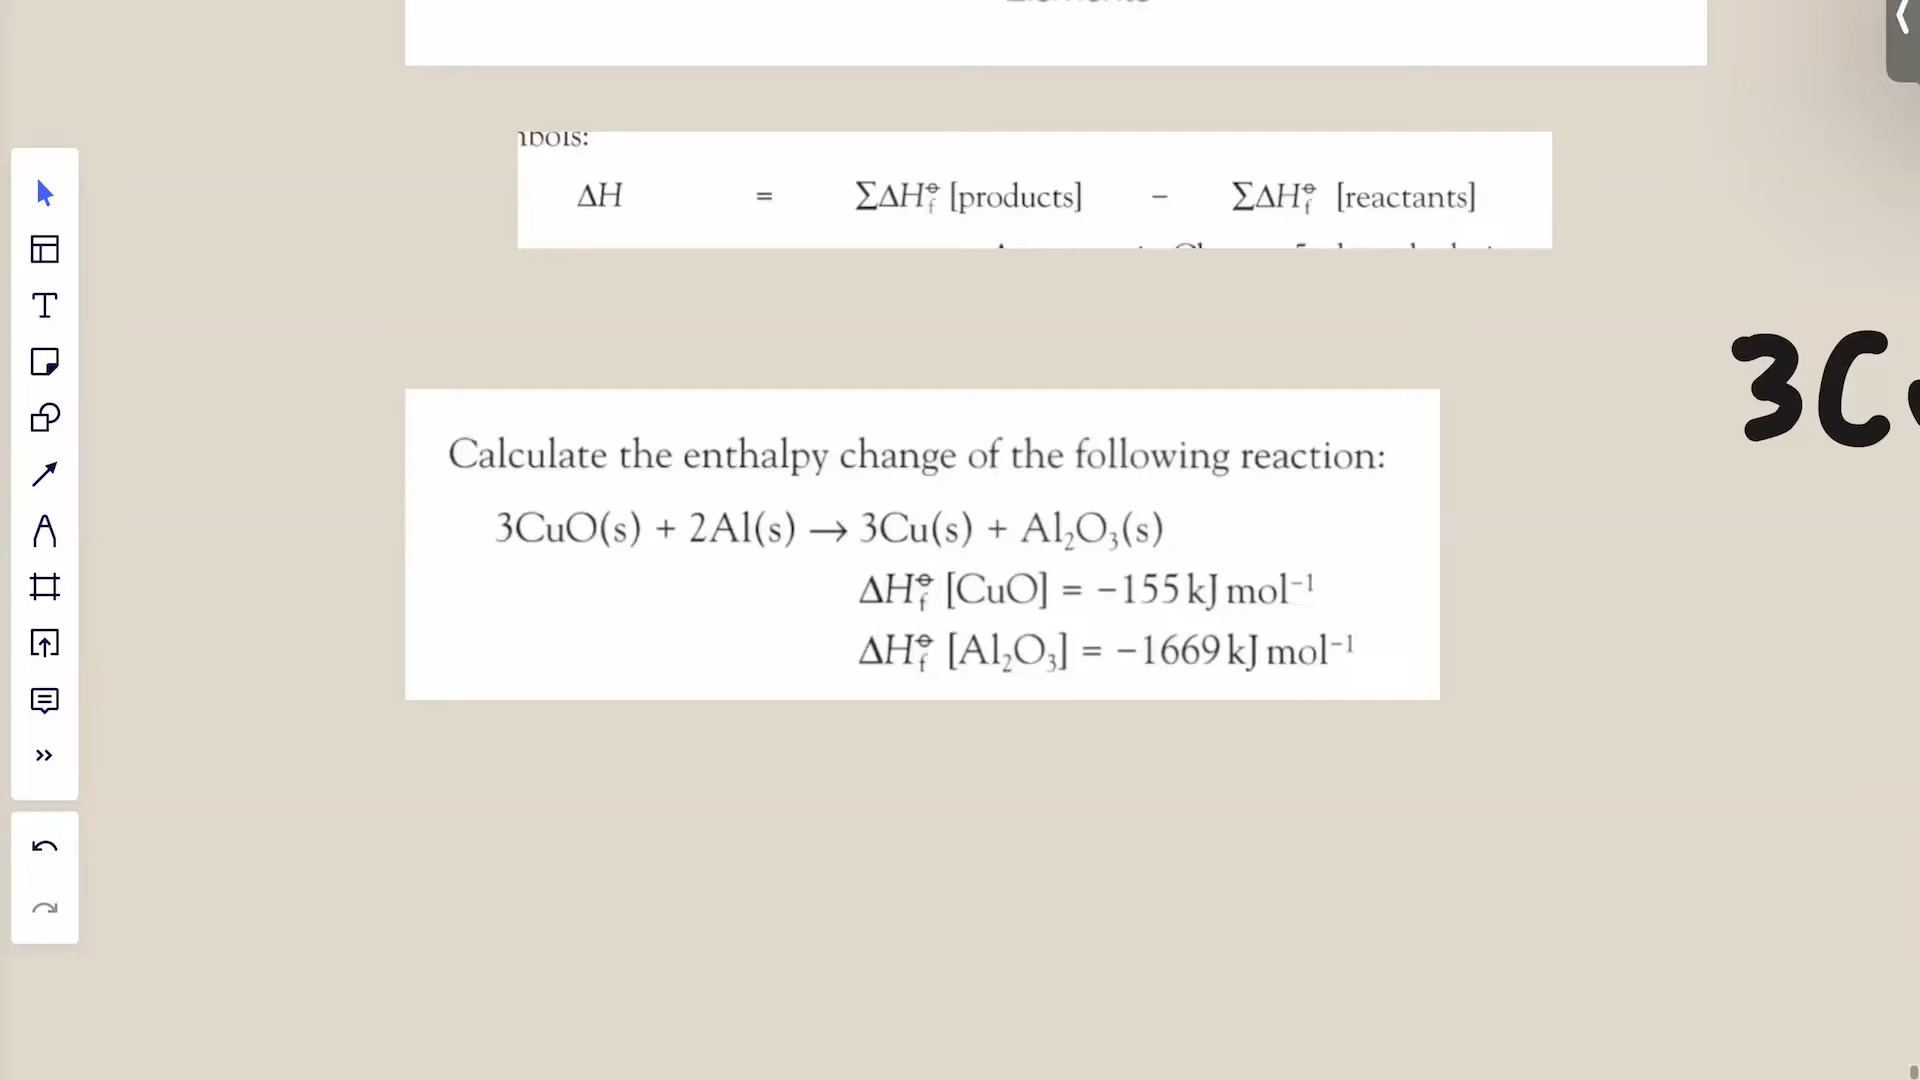 ΔH = ΣΔH⦵f [products] − ΣΔH⦵f [reactants]
3C
Calculate the enthalpy change of the following reaction:
3CuO(s) + 2Al(s) → 3Cu(s) + Al₂O₃(s)
ΔH⦵f [CuO] = −155 kJ mol⁻¹
ΔH⦵f [Al₂O₃] = −1669 kJ mol⁻¹